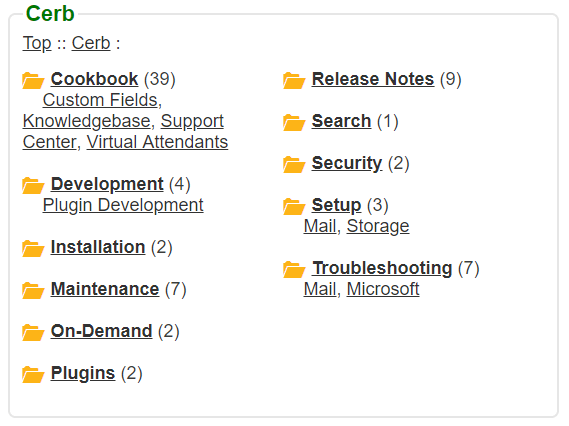 Cerb
Top :: Cerb :
Cookbook (39)
Custom Fields,
Knowledgebase, Support
Center, Virtual Attendants
Development (4)
Plugin Development
Installation (2)
Maintenance (7)
On-Demand (2)
Plugins (2)
Release Notes (9)
Search (1)
Security (2)
Setup (3)
Mail, Storage
Troubleshooting (7)
Mail, Microsoft